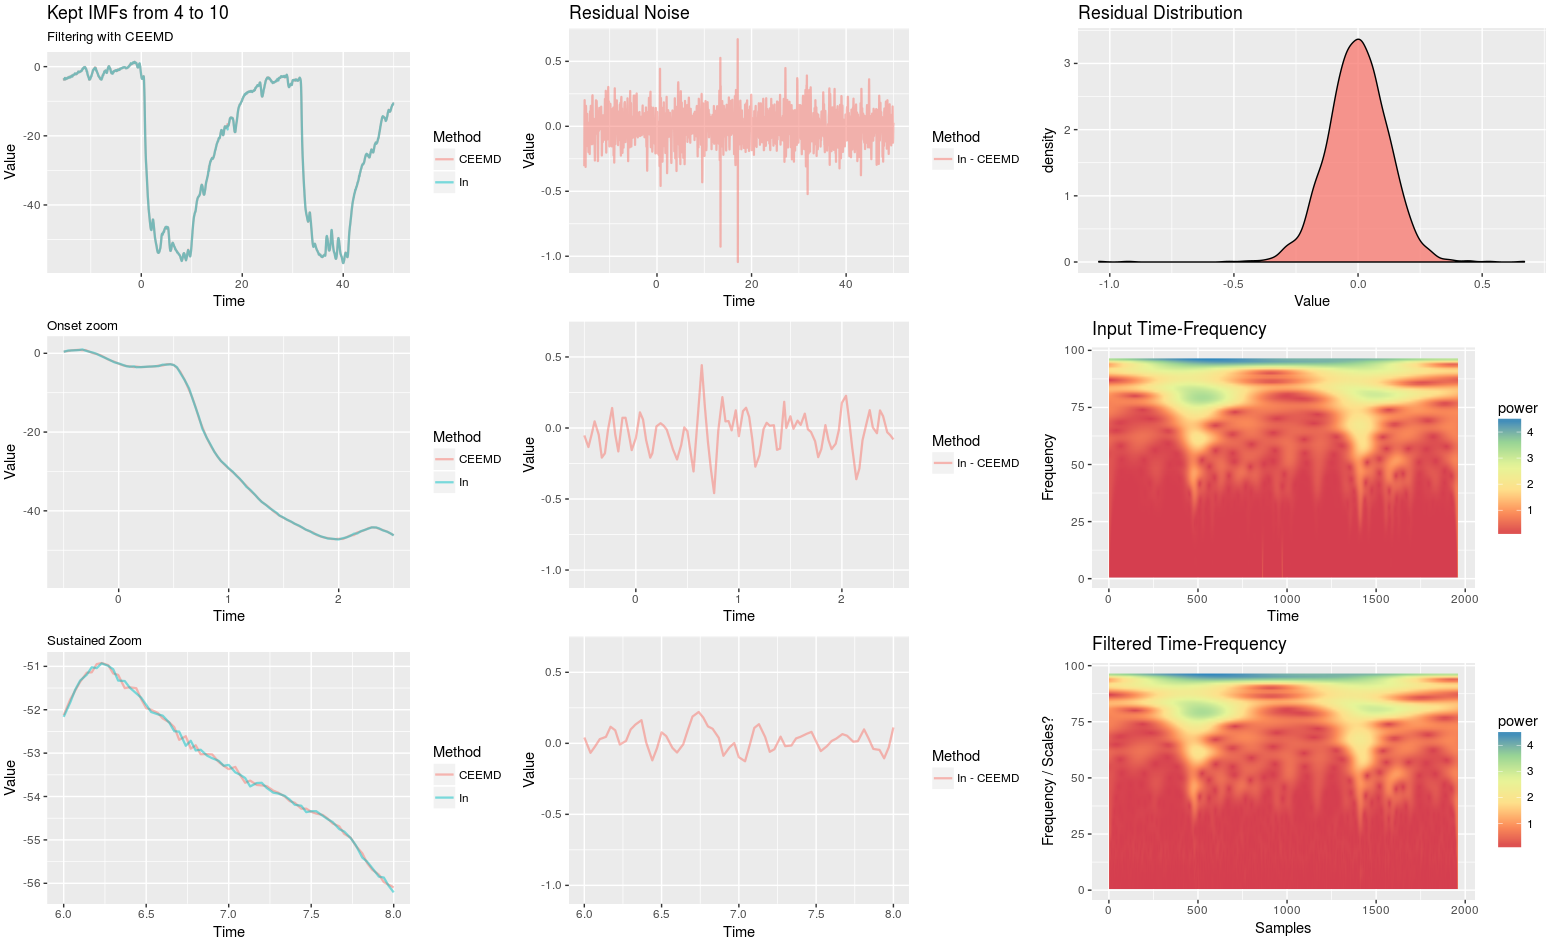 Kept IMFs from 4 to 10
Filtering with CEEMD
0
-20
-40
Value
0
20
40
Time
Method
CEEMD
In
Residual Noise
0.5
0.0
-0.5
-1.0
Value
0
20
40
Time
Method
In - CEEMD
Residual Distribution
3
2
1
0
density
-1.0
-0.5
0.0
0.5
Value
Onset zoom
0
-20
-40
Value
0
1
2
Time
Method
CEEMD
In
0.5
0.0
-0.5
-1.0
Value
0
1
2
Time
Method
In - CEEMD
Input Time-Frequency
100
75
50
25
0
Frequency
0
500
1000
1500
2000
Time
power
4
3
2
1
Sustained Zoom
-51
-52
-53
-54
-55
-56
Value
6.0
6.5
7.0
7.5
8.0
Time
Method
CEEMD
In
0.5
0.0
-0.5
-1.0
Value
6.0
6.5
7.0
7.5
8.0
Time
Method
In - CEEMD
Filtered Time-Frequency
100
75
50
25
0
Frequency / Scales?
0
500
1000
1500
2000
Samples
power
4
3
2
1